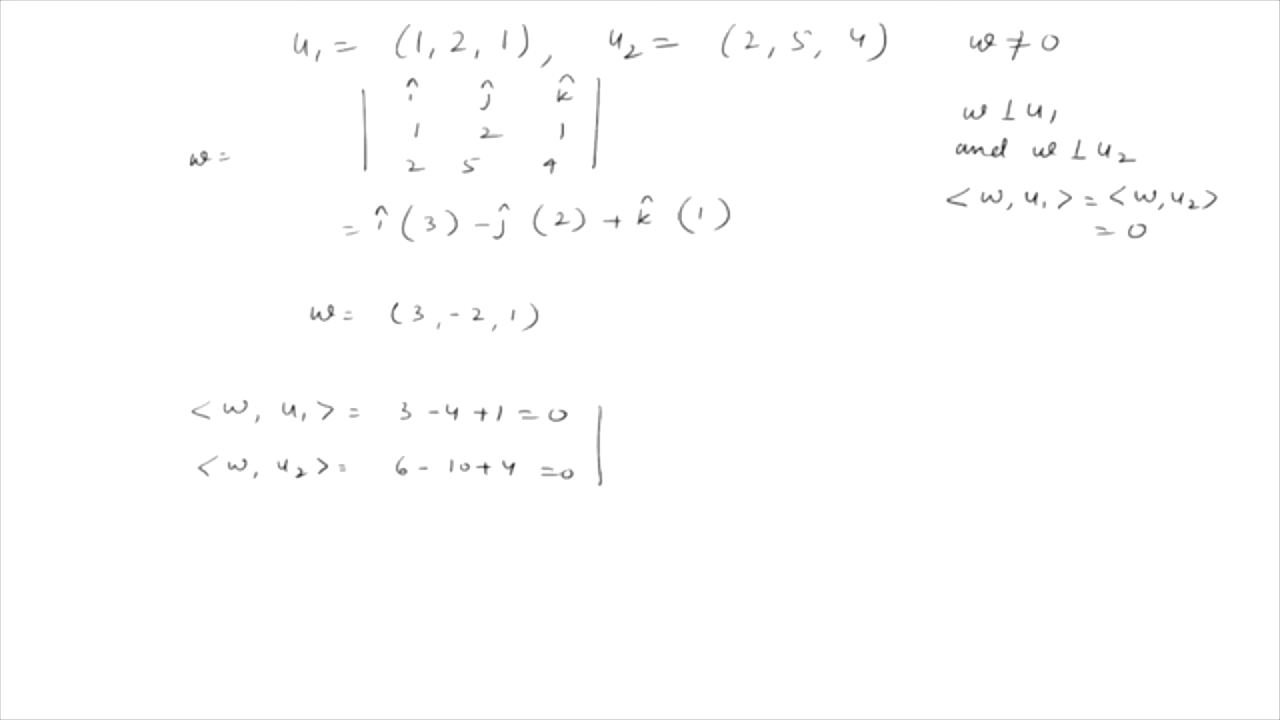 u₁ = (1, 2, 1), u₂ = (2, 5, 4) w ≠ 0
î ĵ k̂
w ⊥ u₁
1 2 1
and w ⊥ u₂
w =
2 5 4
<w, u₁> = <w, u₂>
= î (3) - ĵ (2) + k̂ (1)
= 0
w = (3, -2, 1)
<w, u₁> = 3 - 4 + 1 = 0
<w, u₂> = 6 - 10 + 4 = 0